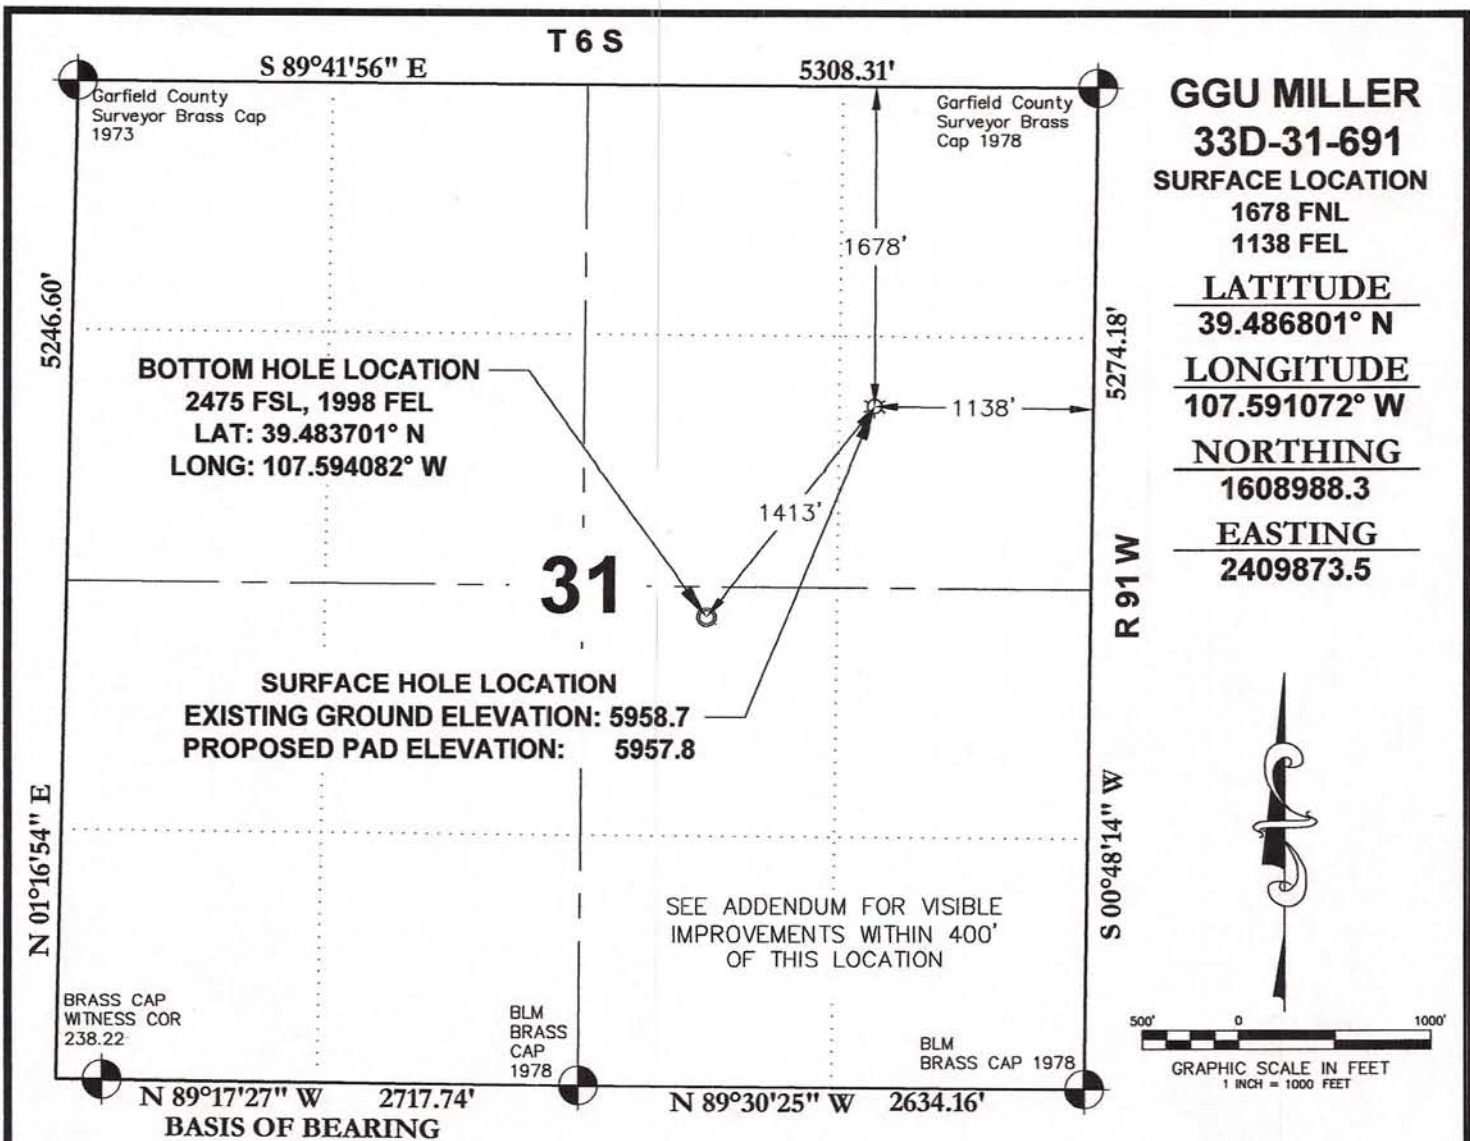 T 6 S
S 89°41'56" E
5308.31'
Garfield County
Surveyor Brass Cap
1973
Garfield County
Surveyor Brass
Cap 1978
GGU MILLER
33D-31-691
SURFACE LOCATION
1678 FNL
1138 FEL
LATITUDE
39.486801° N
LONGITUDE
107.591072° W
NORTHING
1608988.3
EASTING
2409873.5
1678'
5246.60'
5274.18'
BOTTOM HOLE LOCATION
2475 FSL, 1998 FEL
LAT: 39.483701° N
LONG: 107.594082° W
1138'
1413'
31
R 91 W
SURFACE HOLE LOCATION
EXISTING GROUND ELEVATION: 5958.7
PROPOSED PAD ELEVATION: 5957.8
N 01°16'54" E
S 00°48'14" W
SEE ADDENDUM FOR VISIBLE
IMPROVEMENTS WITHIN 400'
OF THIS LOCATION
BRASS CAP
WITNESS COR
238.22
BLM
BRASS
CAP
1978
BLM
BRASS CAP 1978
500' 0 1000'
GRAPHIC SCALE IN FEET
1 INCH = 1000 FEET
N 89°17'27" W 2717.74'
BASIS OF BEARING
N 89°30'25" W 2634.16'